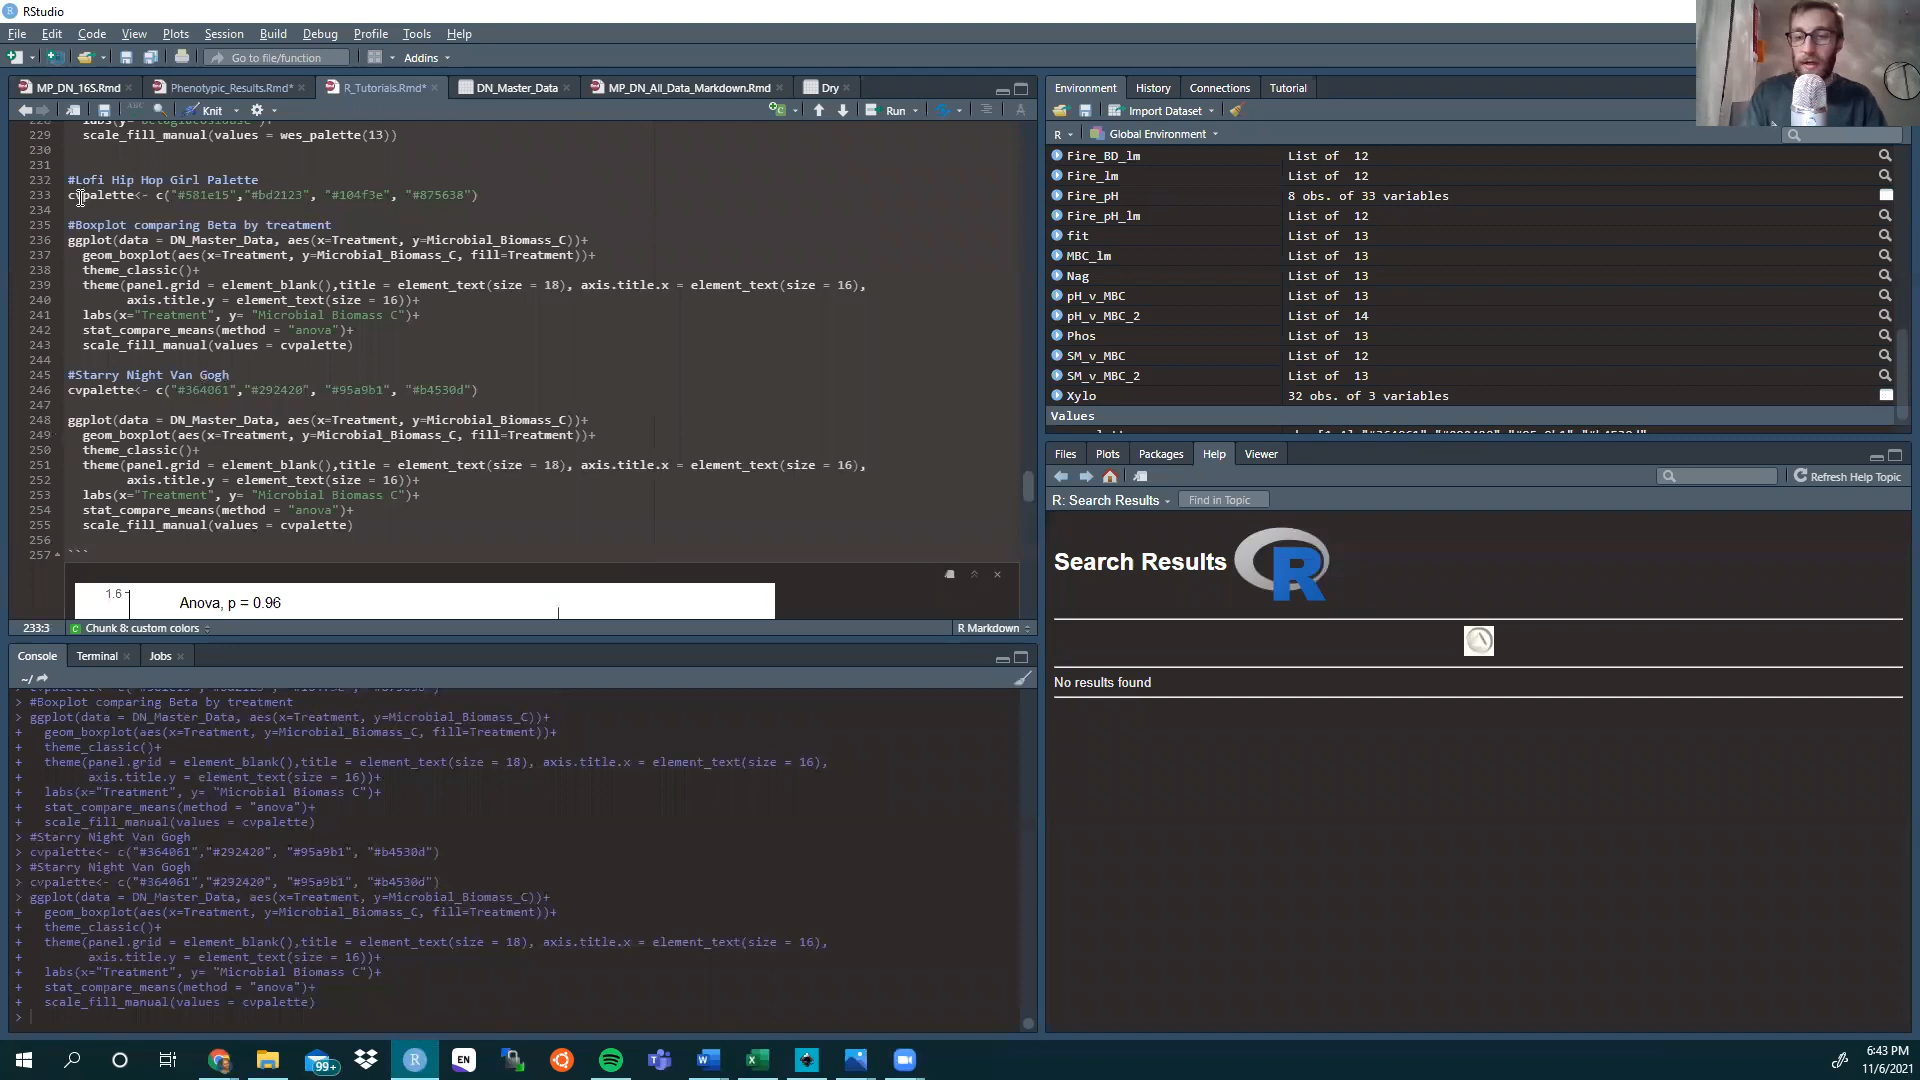 RStudio
File Edit Code View Plots Session Build Debug Profile Tools Help
Go to file/function Addins
MP_DN_16S.Rmd Phenotypic_Results.Rmd* R_Tutorials.Rmd* DN_Master_Data MP_DN_All_Data_Markdown.Rmd Dry
Knit Run
229 scale_fill_manual(values = wes_palette(13))
230
231
232 #Lofi Hip Hop Girl Palette
233 cvpalette<- c("#581e15","#bd2123", "#104f3e", "#875638")
234
235 #Boxplot comparing Beta by treatment
236 ggplot(data = DN_Master_Data, aes(x=Treatment, y=Microbial_Biomass_C))+
237 geom_boxplot(aes(x=Treatment, y=Microbial_Biomass_C, fill=Treatment))+
238 theme_classic()+
239 theme(panel.grid = element_blank(),title = element_text(size = 18), axis.title.x = element_text(size = 16),
240 axis.title.y = element_text(size = 16))+
241 labs(x="Treatment", y= "Microbial Biomass C")+
242 stat_compare_means(method = "anova")+
243 scale_fill_manual(values = cvpalette)
244
245 #Starry Night Van Gogh
246 cvpalette<- c("#364061","#292420", "#95a9b1", "#b4530d")
247
248 ggplot(data = DN_Master_Data, aes(x=Treatment, y=Microbial_Biomass_C))+
249 geom_boxplot(aes(x=Treatment, y=Microbial_Biomass_C, fill=Treatment))+
250 theme_classic()+
251 theme(panel.grid = element_blank(),title = element_text(size = 18), axis.title.x = element_text(size = 16),
252 axis.title.y = element_text(size = 16))+
253 labs(x="Treatment", y= "Microbial Biomass C")+
254 stat_compare_means(method = "anova")+
255 scale_fill_manual(values = cvpalette)
256
257 ```
1.6 Anova, p = 0.96
233:3 Chunk 8: custom colors R Markdown
Console Terminal Jobs
~/
> #Boxplot comparing Beta by treatment
> ggplot(data = DN_Master_Data, aes(x=Treatment, y=Microbial_Biomass_C))+
+ geom_boxplot(aes(x=Treatment, y=Microbial_Biomass_C, fill=Treatment))+
+ theme_classic()+
+ theme(panel.grid = element_blank(),title = element_text(size = 18), axis.title.x = element_text(size = 16),
+ axis.title.y = element_text(size = 16))+
+ labs(x="Treatment", y= "Microbial Biomass C")+
+ stat_compare_means(method = "anova")+
+ scale_fill_manual(values = cvpalette)
> #Starry Night Van Gogh
> cvpalette<- c("#364061","#292420", "#95a9b1", "#b4530d")
> #Starry Night Van Gogh
> cvpalette<- c("#364061","#292420", "#95a9b1", "#b4530d")
> ggplot(data = DN_Master_Data, aes(x=Treatment, y=Microbial_Biomass_C))+
+ geom_boxplot(aes(x=Treatment, y=Microbial_Biomass_C, fill=Treatment))+
+ theme_classic()+
+ theme(panel.grid = element_blank(),title = element_text(size = 18), axis.title.x = element_text(size = 16),
+ axis.title.y = element_text(size = 16))+
+ labs(x="Treatment", y= "Microbial Biomass C")+
+ stat_compare_means(method = "anova")+
+ scale_fill_manual(values = cvpalette)
>
Environment History Connections Tutorial
Import Dataset
R Global Environment
Fire_BD_lm List of 12
Fire_lm List of 12
Fire_pH 8 obs. of 33 variables
Fire_pH_lm List of 12
fit List of 13
MBC_lm List of 13
Nag List of 13
pH_v_MBC List of 13
pH_v_MBC_2 List of 14
Phos List of 13
SM_v_MBC List of 12
SM_v_MBC_2 List of 13
Xylo 32 obs. of 3 variables
Values
Files Plots Packages Help Viewer
Refresh Help Topic
R: Search Results Find in Topic
Search Results R
No results found
99+ R EN
6:43 PM
11/6/2021